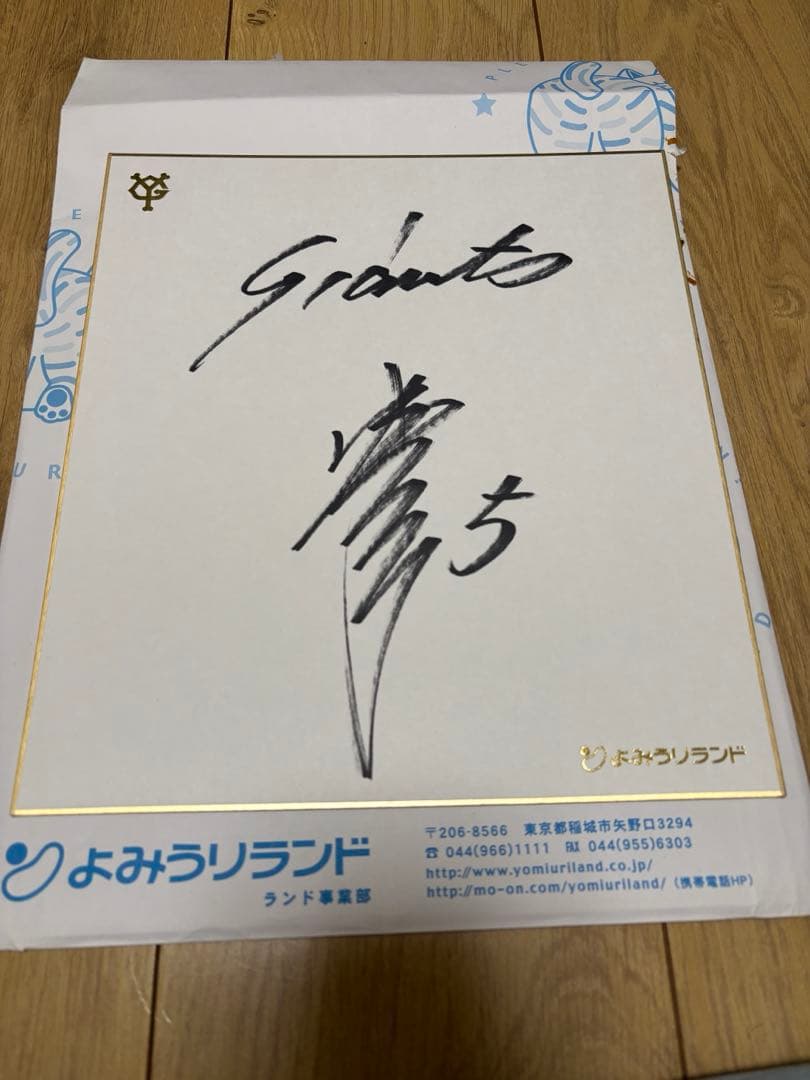 PLE
E
YG
Giants
5
よみうりランド
UR
D
よみうりランド
ランド事業部
〒206-8566 東京都稲城市矢野口3294
☎ 044(966)1111 FAX 044(955)6303
http://www.yomiuriland.co.jp/
http://mo-on.com/yomiuriland/（携帯電話HP）